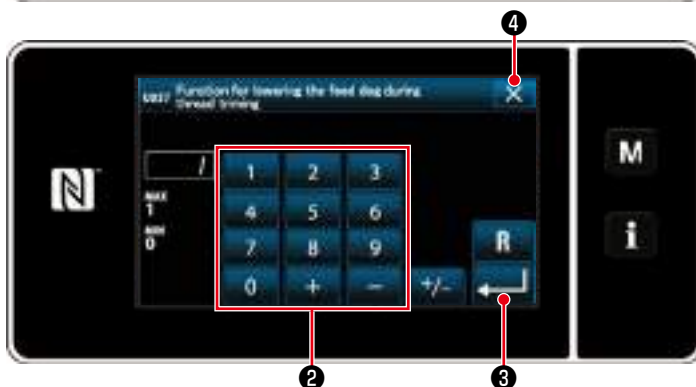 ❹
U037 Function for lowering the feed dog during
thread trimming
X
1
1 2 3
M
MAX
1
4 5 6
MIN
0
7 8 9
R
i
0 + − +/−
❷
❸